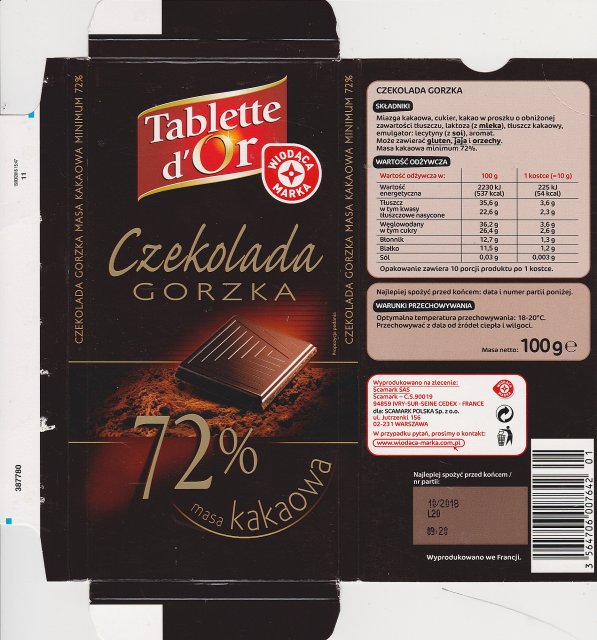 Tablette
d'Or
WIODĄCA
MARKA
Czekolada
GORZKA
Propozycja podania
72%
masa kakaowa
CZEKOLADA GORZKA MASA KAKAOWA MINIMUM 72%
CZEKOLADA GORZKA MASA KAKAOWA MINIMUM 72%
11
387780
CZEKOLADA GORZKA
SKŁADNIKI
Miazga kakaowa, cukier, kakao w proszku o obniżonej
zawartości tłuszczu, laktoza (z mleka), tłuszcz kakaowy,
emulgator: lecytyny (z soi), aromat.
Może zawierać gluten, jaja i orzechy.
Masa kakaowa minimum 72%.
WARTOŚĆ ODŻYWCZA
Wartość odżywcza w: 100 g 1 kostce (=10 g)
Wartość 2230 kJ 225 kJ
energetyczna (537 kcal) (54 kcal)
Tłuszcz 35,6 g 3,6 g
w tym kwasy
tłuszczowe nasycone 22,6 g 2,3 g
Węglowodany 36,2 g 3,6 g
w tym cukry 26,4 g 2,6 g
Błonnik 12,7 g 1,3 g
Białko 11,5 g 1,2 g
Sól 0,03 g 0,003 g
Opakowanie zawiera 10 porcji produktu po 1 kostce.
Najlepiej spożyć przed końcem: data i numer partii poniżej.
WARUNKI PRZECHOWYWANIA
Optymalna temperatura przechowywania: 18-20°C.
Przechowywać z dala od źródeł ciepła i wilgoci.
Masa netto: 100 g e
Wyprodukowano na zlecenie:
Scamark SAS
Scamark – C.S.90019
94859 IVRY-SUR-SEINE CEDEX - FRANCE
dla: SCAMARK POLSKA Sp. z o.o.
ul. Jutrzenki 156
02-231 WARSZAWA
W przypadku pytań, prosimy o kontakt:
www.wiodaca-marka.com.pl
Najlepiej spożyć przed końcem /
nr partii:
10/2018
L20
09:20
Wyprodukowano we Francji.
3 564706 007642 01